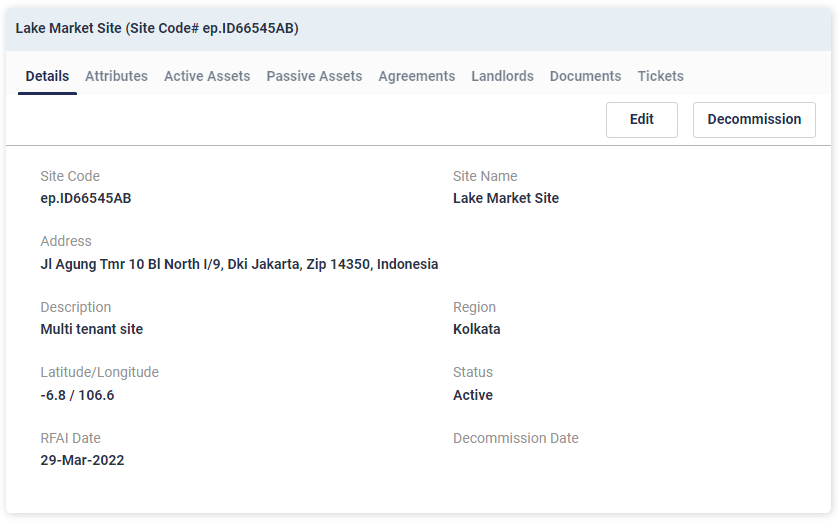 Lake Market Site (Site Code# ep.ID66545AB)
Details Attributes Active Assets Passive Assets Agreements Landlords Documents Tickets
Edit Decommission
Site Code Site Name
ep.ID66545AB Lake Market Site
Address
Jl Agung Tmr 10 Bl North I/9, Dki Jakarta, Zip 14350, Indonesia
Description Region
Multi tenant site Kolkata
Latitude/Longitude Status
-6.8 / 106.6 Active
RFAI Date Decommission Date
29-Mar-2022